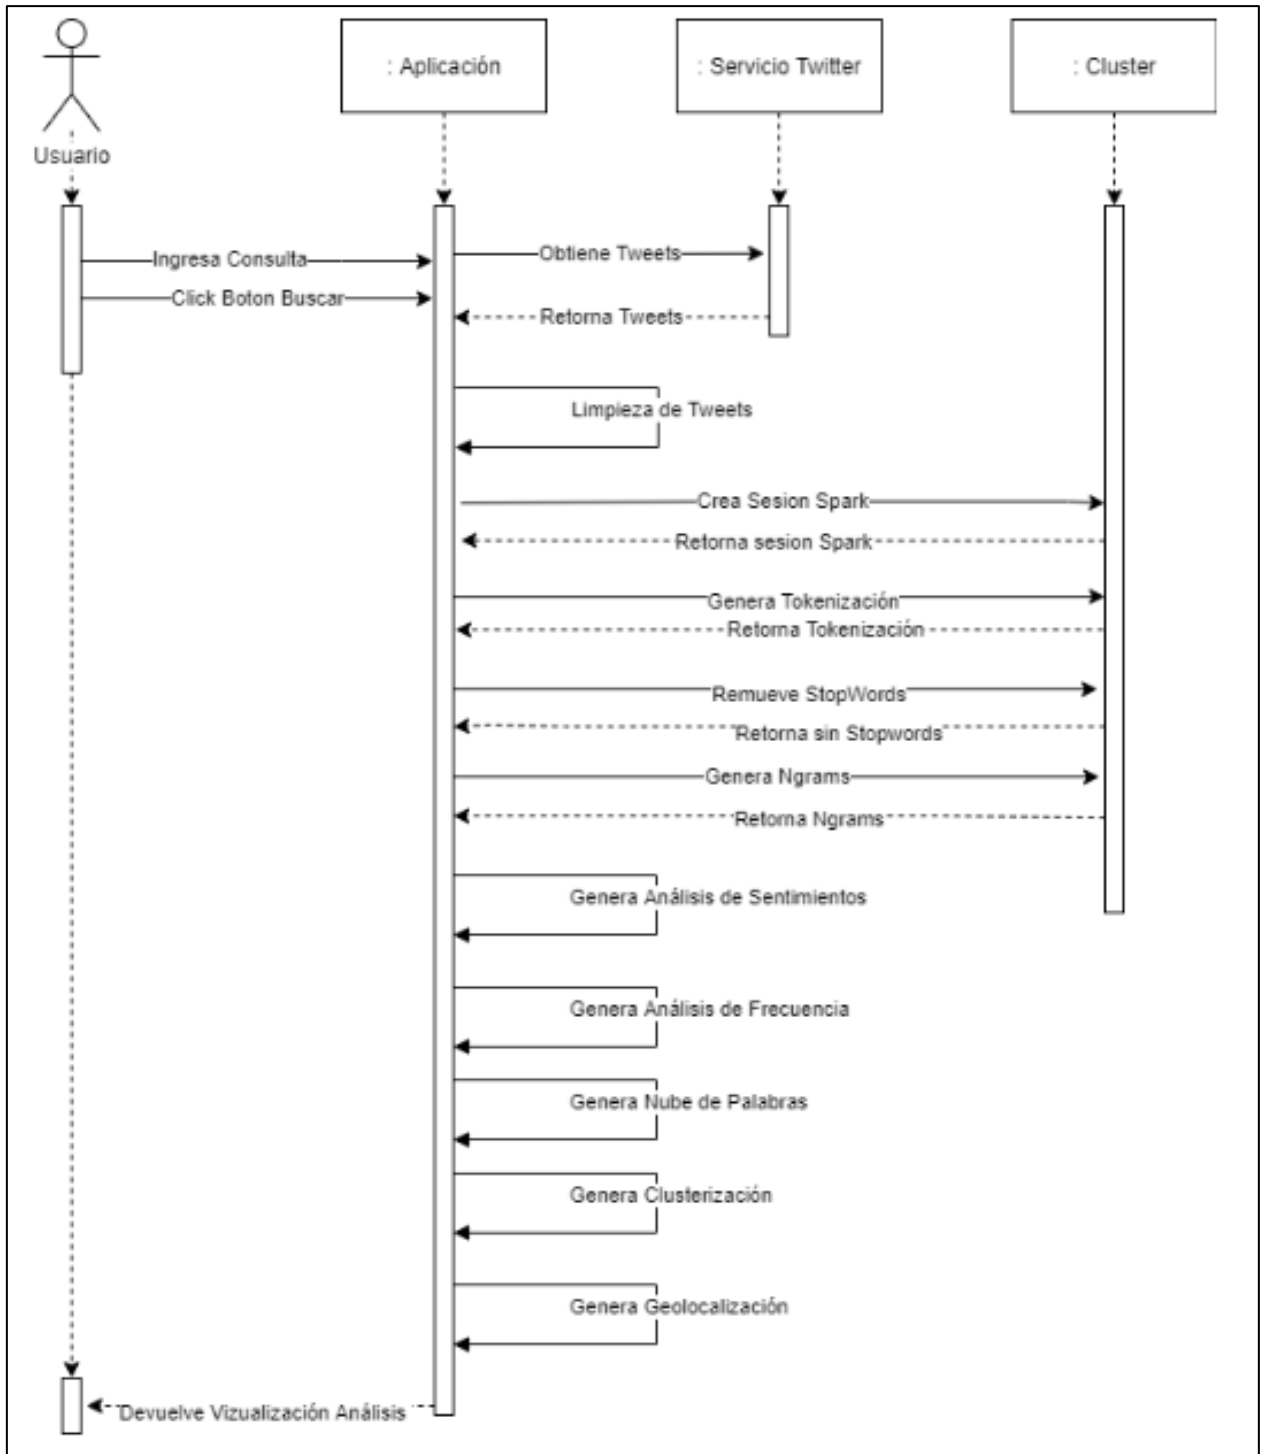 : Aplicación
: Servicio Twitter
: Cluster
Usuario
Ingresa Consulta
Obtiene Tweets
Click Boton Buscar
Retorna Tweets
Limpieza de Tweets
Crea Sesion Spark
Retorna sesion Spark
Genera Tokenización
Retorna Tokenización
Remueve StopWords
Retorna sin Stopwords
Genera Ngrams
Retorna Ngrams
Genera Análisis de Sentimientos
Genera Análisis de Frecuencia
Genera Nube de Palabras
Genera Clusterización
Genera Geolocalización
Devuelve Vizualización Análisis